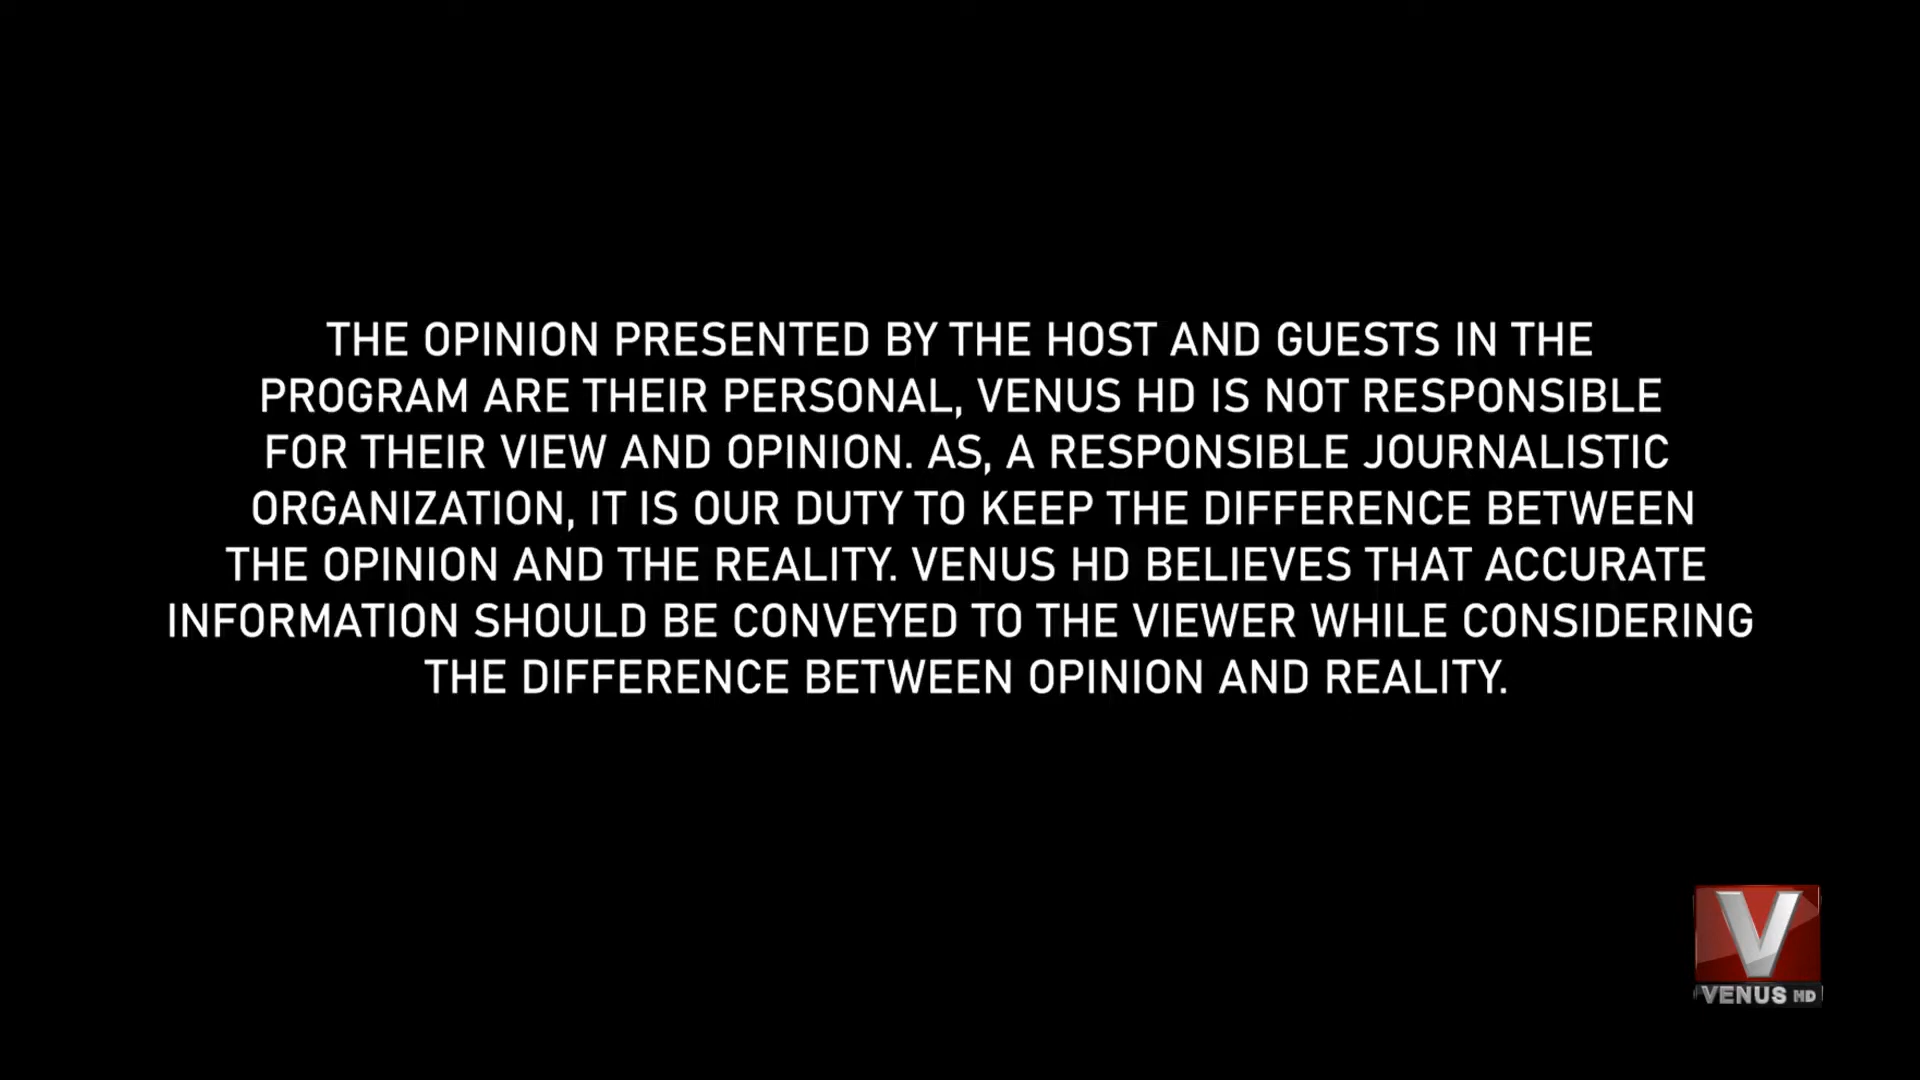 THE OPINION PRESENTED BY THE HOST AND GUESTS IN THE
PROGRAM ARE THEIR PERSONAL, VENUS HD IS NOT RESPONSIBLE
FOR THEIR VIEW AND OPINION. AS, A RESPONSIBLE JOURNALISTIC
ORGANIZATION, IT IS OUR DUTY TO KEEP THE DIFFERENCE BETWEEN
THE OPINION AND THE REALITY. VENUS HD BELIEVES THAT ACCURATE
INFORMATION SHOULD BE CONVEYED TO THE VIEWER WHILE CONSIDERING
THE DIFFERENCE BETWEEN OPINION AND REALITY.
V
VENUS HD